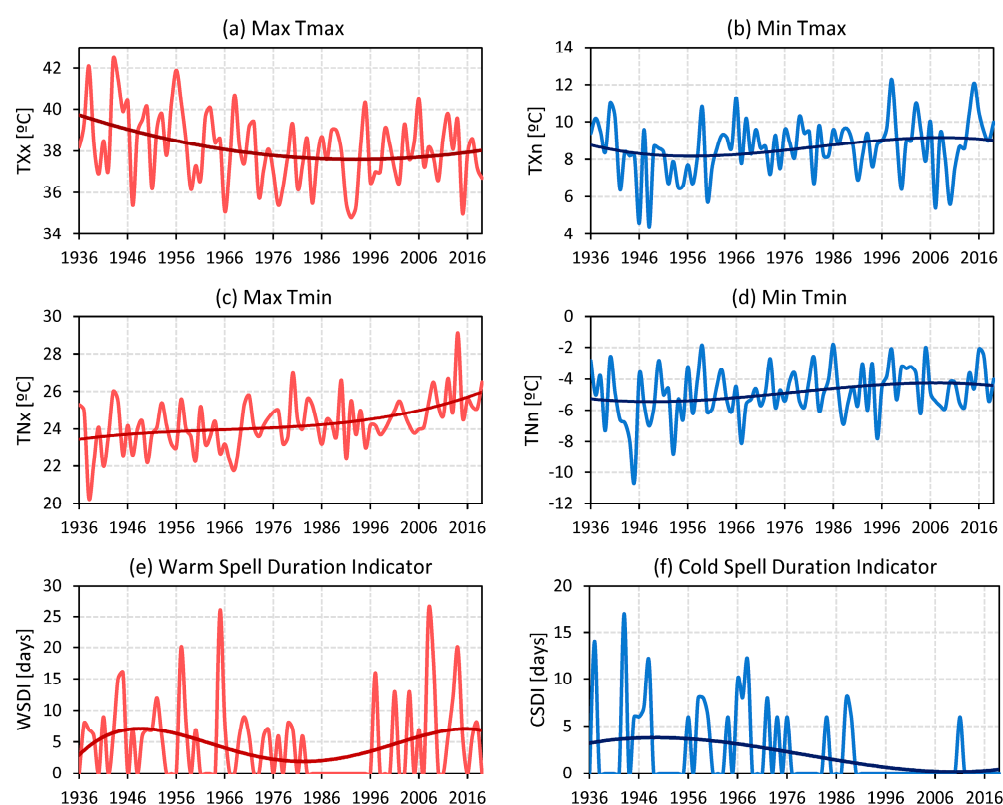 (a) Max Tmax
TXx [ºC]
42
40
38
36
34
1936 1946 1956 1966 1976 1986 1996 2006 2016
(b) Min Tmax
TXn [ºC]
14
12
10
8
6
4
1936 1946 1956 1966 1976 1986 1996 2006 2016
(c) Max Tmin
TNx [ºC]
30
28
26
24
22
20
1936 1946 1956 1966 1976 1986 1996 2006 2016
(d) Min Tmin
TNn [ºC]
0
-2
-4
-6
-8
-10
-12
1936 1946 1956 1966 1976 1986 1996 2006 2016
(e) Warm Spell Duration Indicator
WSDI [days]
30
25
20
15
10
5
0
1936 1946 1956 1966 1976 1986 1996 2006 2016
(f) Cold Spell Duration Indicator
CSDI [days]
20
15
10
5
0
1936 1946 1956 1966 1976 1986 1996 2006 2016